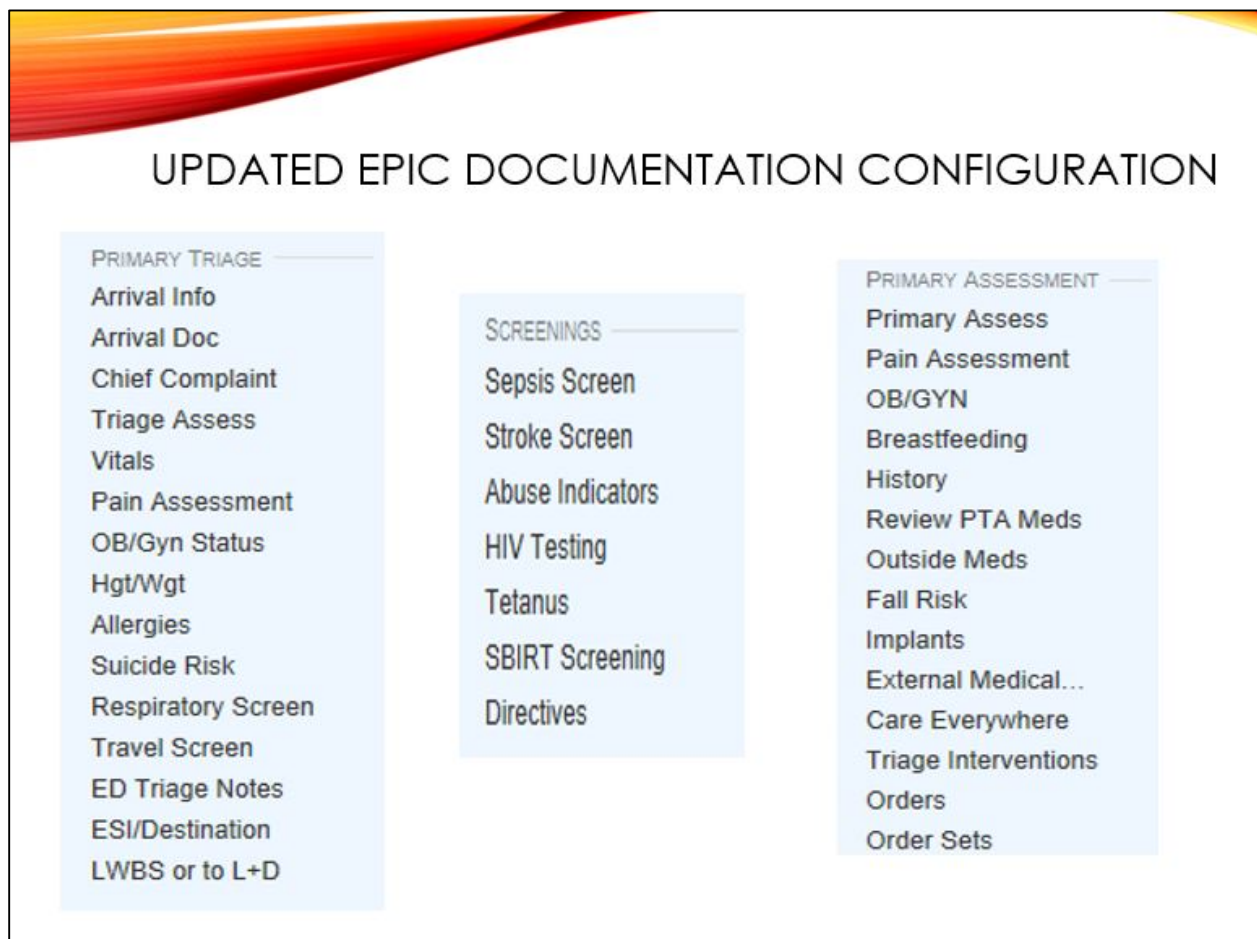 UPDATED EPIC DOCUMENTATION CONFIGURATION
PRIMARY TRIAGE
Arrival Info
Arrival Doc
Chief Complaint
Triage Assess
Vitals
Pain Assessment
OB/Gyn Status
Hgt/Wgt
Allergies
Suicide Risk
Respiratory Screen
Travel Screen
ED Triage Notes
ESI/Destination
LWBS or to L+D
SCREENINGS
Sepsis Screen
Stroke Screen
Abuse Indicators
HIV Testing
Tetanus
SBIRT Screening
Directives
PRIMARY ASSESSMENT
Primary Assess
Pain Assessment
OB/GYN
Breastfeeding
History
Review PTA Meds
Outside Meds
Fall Risk
Implants
External Medical...
Care Everywhere
Triage Interventions
Orders
Order Sets